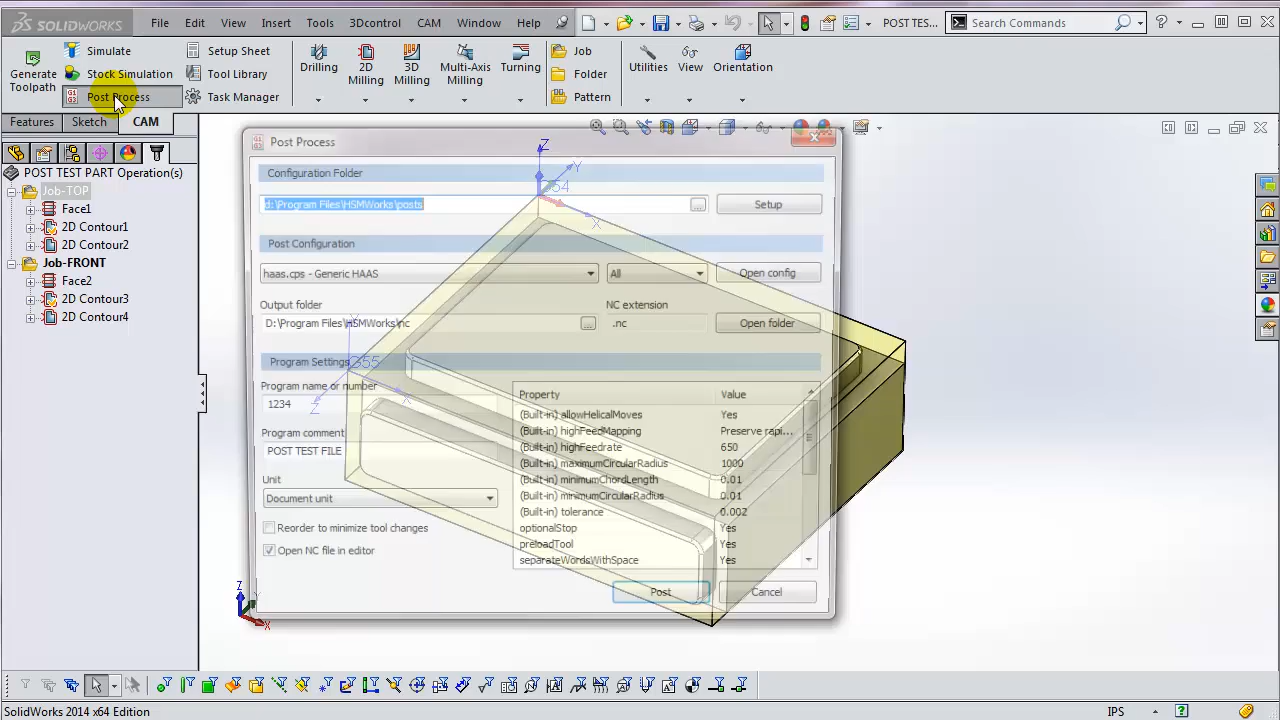 SOLIDWORKS
File Edit View Insert Tools 3Dcontrol CAM Window Help
POST TES...
Search Commands
Generate Toolpath
Simulate
Stock Simulation
Post Process
Setup Sheet
Tool Library
Task Manager
Drilling
2D Milling
3D Milling
Multi-Axis Milling
Turning
Job
Folder
Pattern
Utilities
View
Orientation
Features Sketch CAM
POST TEST PART Operation(s)
Job-TOP
Face1
2D Contour1
2D Contour2
Job-FRONT
Face2
2D Contour3
2D Contour4
Post Process
Configuration Folder
d:\Program Files\HSMWorks\posts
... Setup
Post Configuration
haas.cps - Generic HAAS
All
Open config
Output folder
NC extension
D:\Program Files\HSMWorks\nc
... .nc
Open folder
Program Settings
Program name or number
1234
Program comment
POST TEST FILE
Unit
Document unit
Reorder to minimize tool changes
Open NC file in editor
Property Value
(Built-in) allowHelicalMoves Yes
(Built-in) highFeedMapping Preserve rapi...
(Built-in) highFeedrate 650
(Built-in) maximumCircularRadius 1000
(Built-in) minimumChordLength 0.01
(Built-in) minimumCircularRadius 0.01
(Built-in) tolerance 0.002
optionalStop Yes
preloadTool Yes
separateWordsWithSpace Yes
Post
Cancel
Z
Y
G54
X
Y
G55
X
Z
Z
X
SolidWorks 2014 x64 Edition
IPS